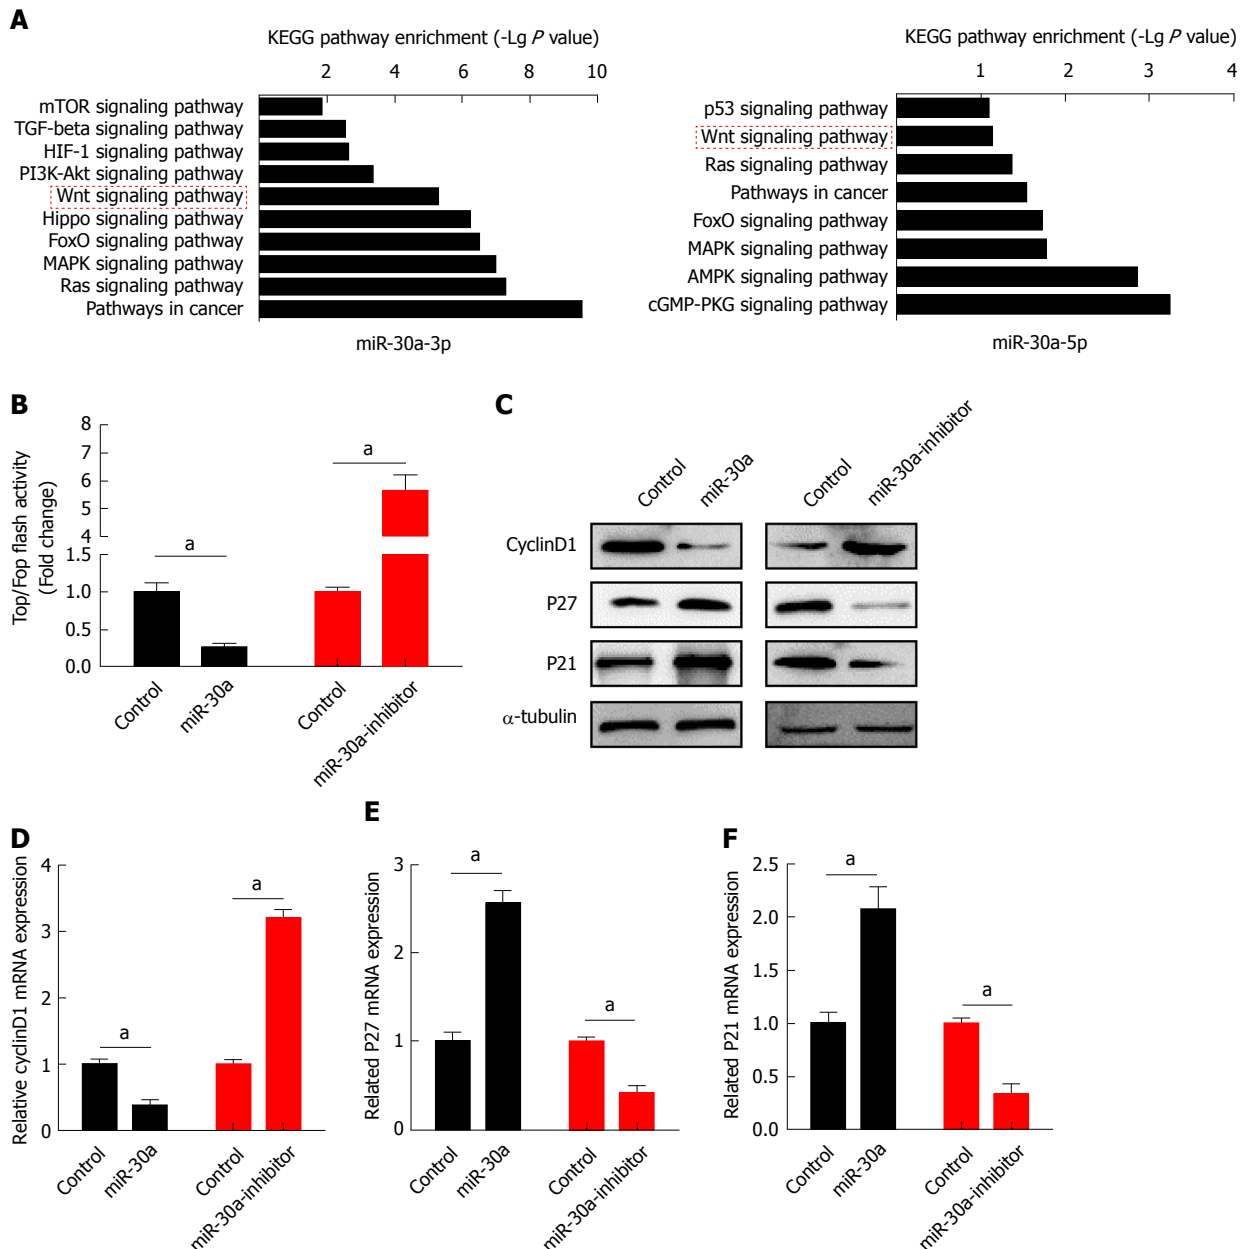 A
KEGG pathway enrichment (-Lg P value)
2 4 6 8 10
mTOR signaling pathway
TGF-beta signaling pathway
HIF-1 signaling pathway
PI3K-Akt signaling pathway
Wnt signaling pathway
Hippo signaling pathway
FoxO signaling pathway
MAPK signaling pathway
Ras signaling pathway
Pathways in cancer
miR-30a-3p
KEGG pathway enrichment (-Lg P value)
1 2 3 4
p53 signaling pathway
Wnt signaling pathway
Ras signaling pathway
Pathways in cancer
FoxO signaling pathway
MAPK signaling pathway
AMPK signaling pathway
cGMP-PKG signaling pathway
miR-30a-5p
B
Top/Fop flash activity
(Fold change)
8
7
6
5
4
1.5
1.0
0.5
0.0
a
a
Control
miR-30a
Control
miR-30a-inhibitor
C
Control
miR-30a
Control
miR-30a-inhibitor
CyclinD1
P27
P21
α-tubulin
D
Relative cyclinD1 mRNA expression
4
3
2
1
0
a
a
Control
miR-30a
Control
miR-30a-inhibitor
E
Related P27 mRNA expression
3
2
1
0
a
a
Control
miR-30a
Control
miR-30a-inhibitor
F
Related P21 mRNA expression
2.5
2.0
1.5
1.0
0.5
0.0
a
a
Control
miR-30a
Control
miR-30a-inhibitor